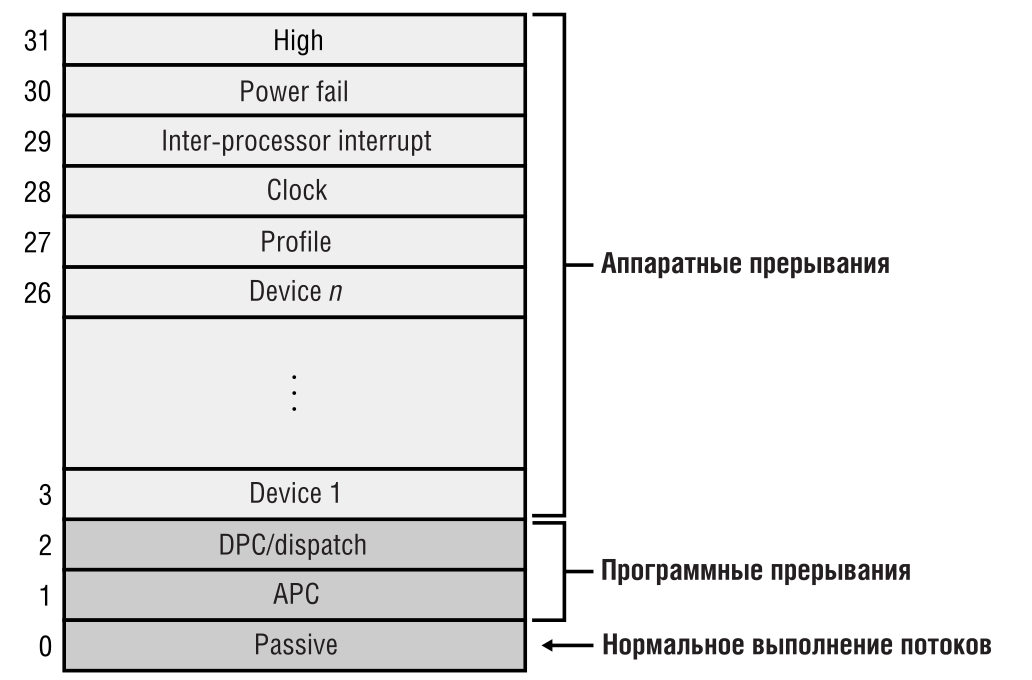 31 High
30 Power fail
29 Inter-processor interrupt
28 Clock
27 Profile
Аппаратные прерывания
26 Device n
⋮
3 Device 1
2 DPC/dispatch
Программные прерывания
1 APC
0 Passive
Нормальное выполнение потоков